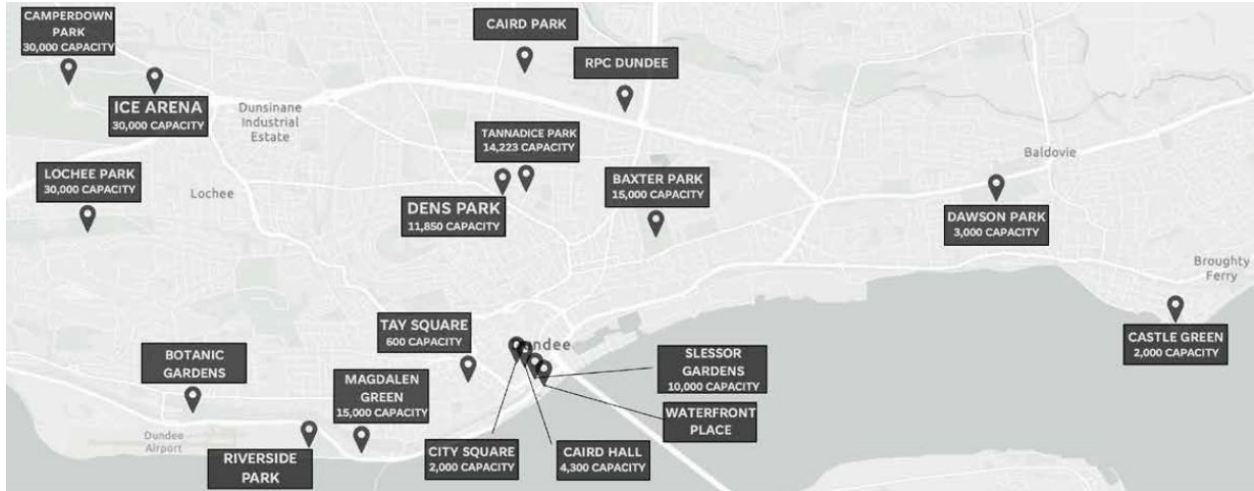 CAMPERDOWN
PARK
30,000 CAPACITY
CAIRD PARK
RPC DUNDEE
ICE ARENA
30,000 CAPACITY
Dunsinane
Industrial
Estate
TANNADICE PARK
14,223 CAPACITY
Baldovie
LOCHEE PARK
30,000 CAPACITY
Lochee
BAXTER PARK
15,000 CAPACITY
DENS PARK
11,850 CAPACITY
DAWSON PARK
3,000 CAPACITY
Broughty
Ferry
TAY SQUARE
600 CAPACITY
undee
CASTLE GREEN
2,000 CAPACITY
BOTANIC
GARDENS
SLESSOR
GARDENS
10,000 CAPACITY
MAGDALEN
GREEN
15,000 CAPACITY
WATERFRONT
PLACE
Dundee
Airport
RIVERSIDE
PARK
CITY SQUARE
2,000 CAPACITY
CAIRD HALL
4,300 CAPACITY